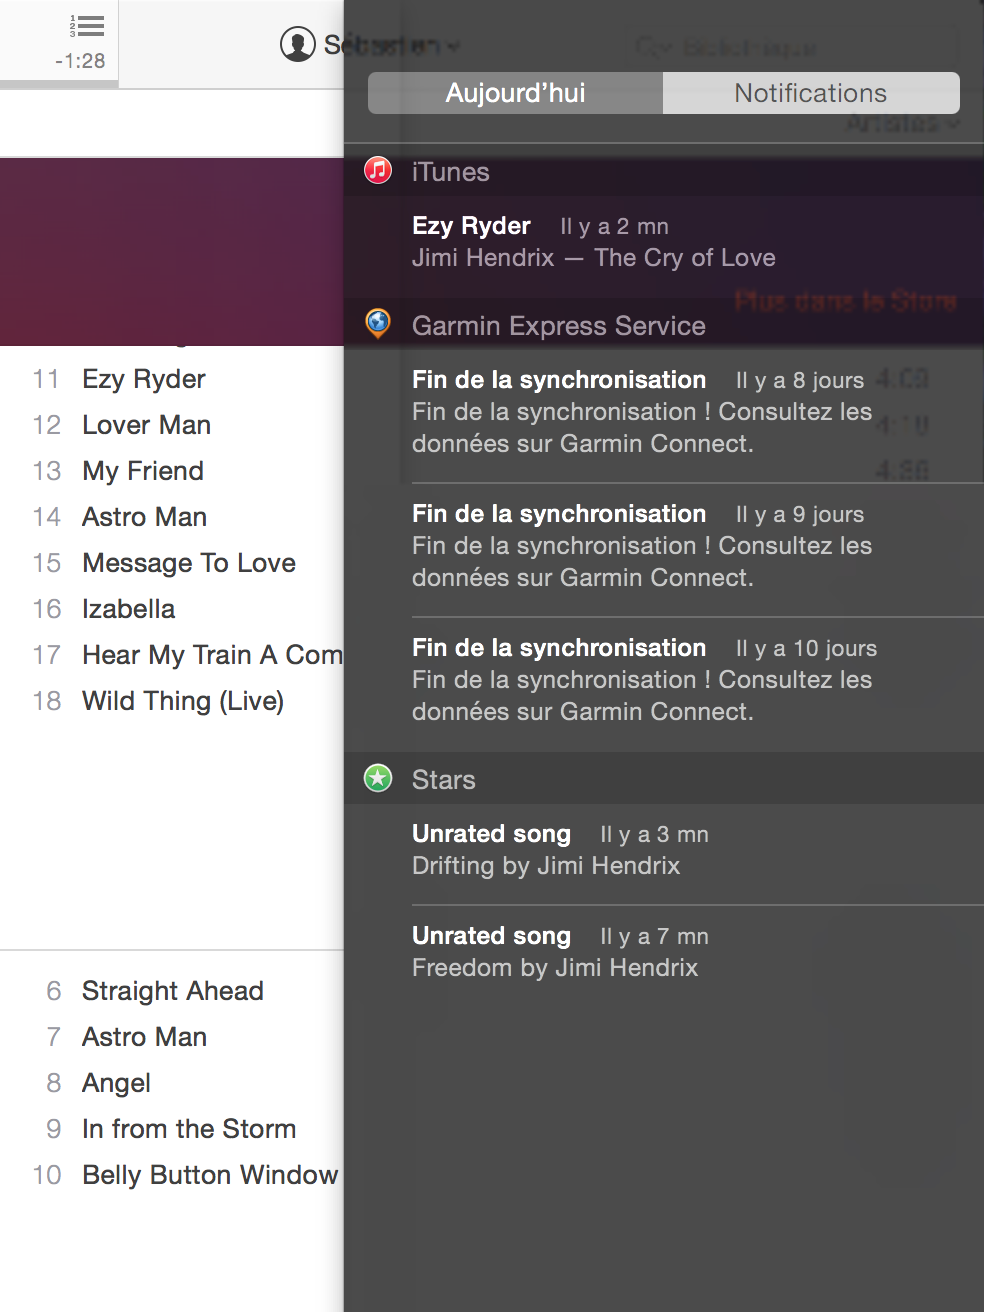 -1:28
Sébastien
Bibliothèque
Aujourd’hui
Notifications
Artistes
iTunes
Ezy Ryder Il y a 2 mn
Jimi Hendrix — The Cry of Love
Plus dans le Store
Garmin Express Service
Fin de la synchronisation Il y a 8 jours
Fin de la synchronisation ! Consultez les
données sur Garmin Connect.
Fin de la synchronisation Il y a 9 jours
Fin de la synchronisation ! Consultez les
données sur Garmin Connect.
Fin de la synchronisation Il y a 10 jours
Fin de la synchronisation ! Consultez les
données sur Garmin Connect.
Stars
Unrated song Il y a 3 mn
Drifting by Jimi Hendrix
Unrated song Il y a 7 mn
Freedom by Jimi Hendrix
11 Ezy Ryder
12 Lover Man
13 My Friend
14 Astro Man
15 Message To Love
16 Izabella
17 Hear My Train A Com
18 Wild Thing (Live)
6 Straight Ahead
7 Astro Man
8 Angel
9 In from the Storm
10 Belly Button Window